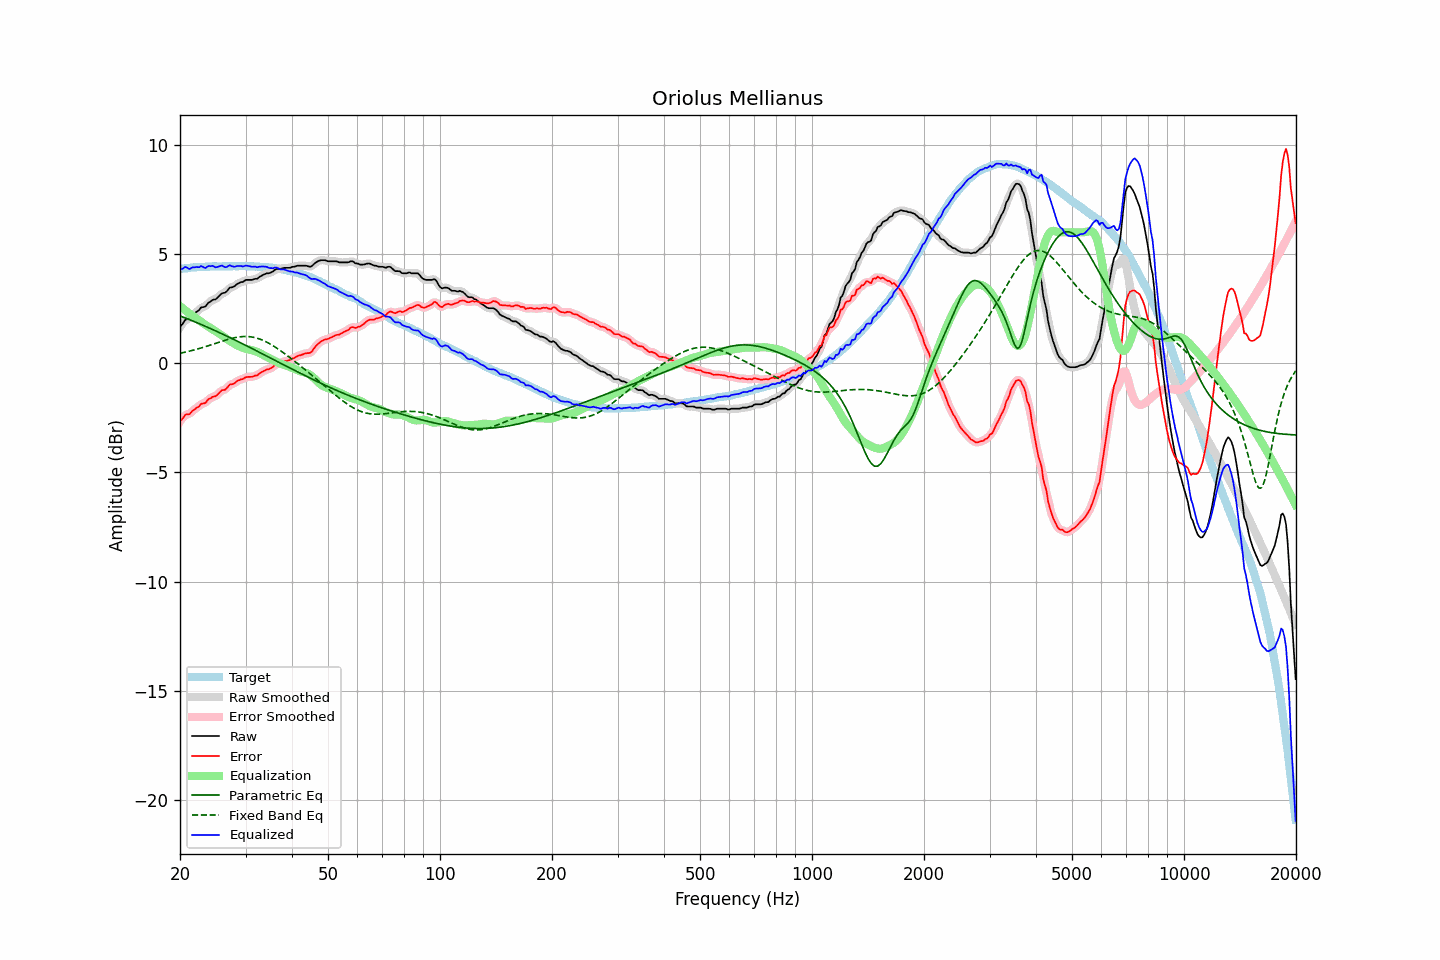 Oriolus Mellianus
Amplitude (dBr)
10
5
0
−5
−10
−15
−20
Target
Raw Smoothed
Error Smoothed
Raw
Error
Equalization
Parametric Eq
Fixed Band Eq
Equalized
20 50 100 200 500 1000 2000 5000 10000 20000
Frequency (Hz)